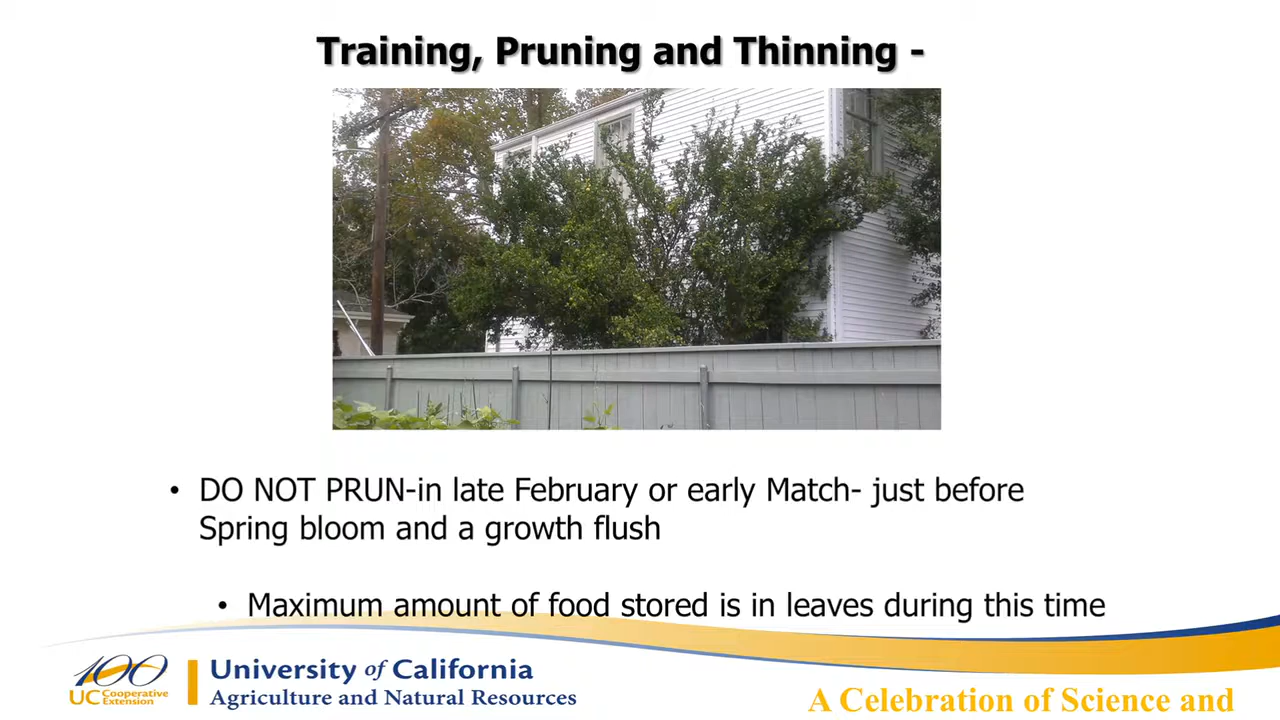 Training, Pruning and Thinning -
• DO NOT PRUN-in late February or early Match- just before
Spring bloom and a growth flush
• Maximum amount of food stored is in leaves during this time
100
UC Cooperative
Extension
University of California
Agriculture and Natural Resources
A Celebration of Science and